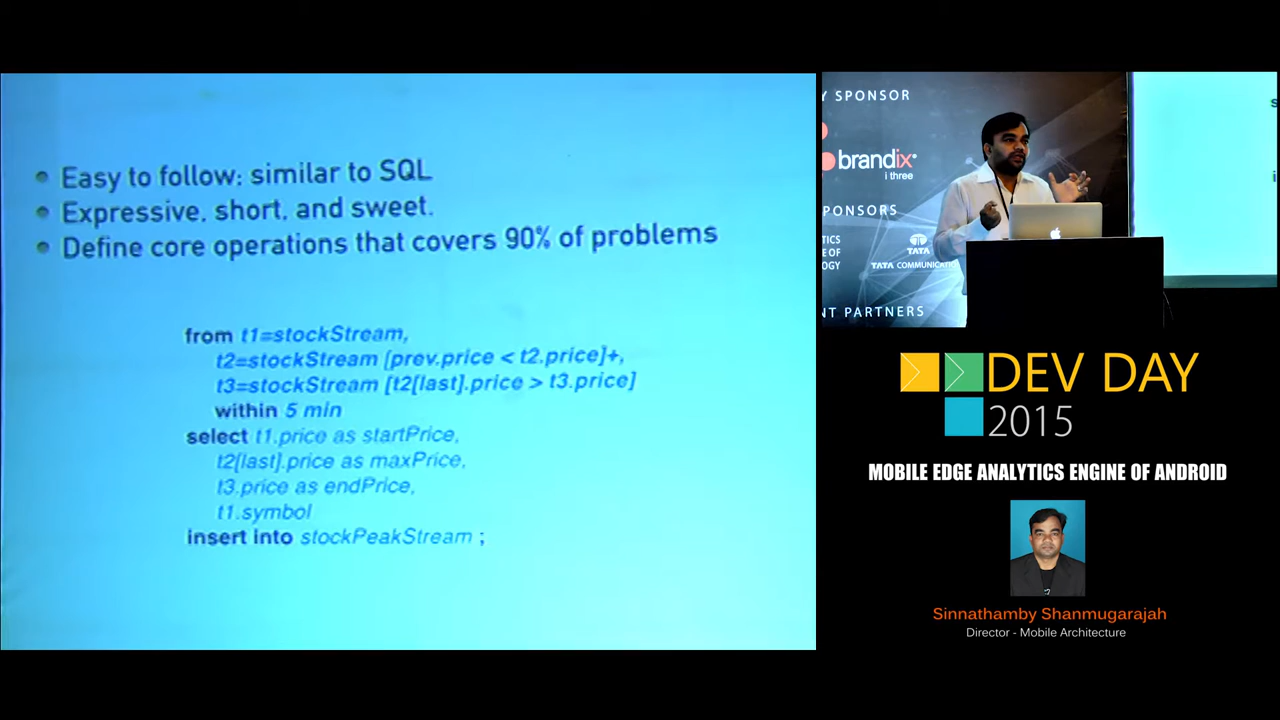 Easy to follow: similar to SQL
Expressive, short, and sweet.
Define core operations that covers 90% of problems
from t1=stockStream,
t2=stockStream [prev.price < t2.price]+,
t3=stockStream [t2[last].price > t3.price]
within 5 min
select t1.price as startPrice,
t2[last].price as maxPrice,
t3.price as endPrice,
t1.symbol
insert into stockPeakStream ;
Y SPONSOR
brandix
i three
SPONSORS
TATA
TATA COMMUNICATI
NT PARTNERS
DEV DAY
2015
MOBILE EDGE ANALYTICS ENGINE OF ANDROID
Sinnathamby Shanmugarajah
Director - Mobile Architecture